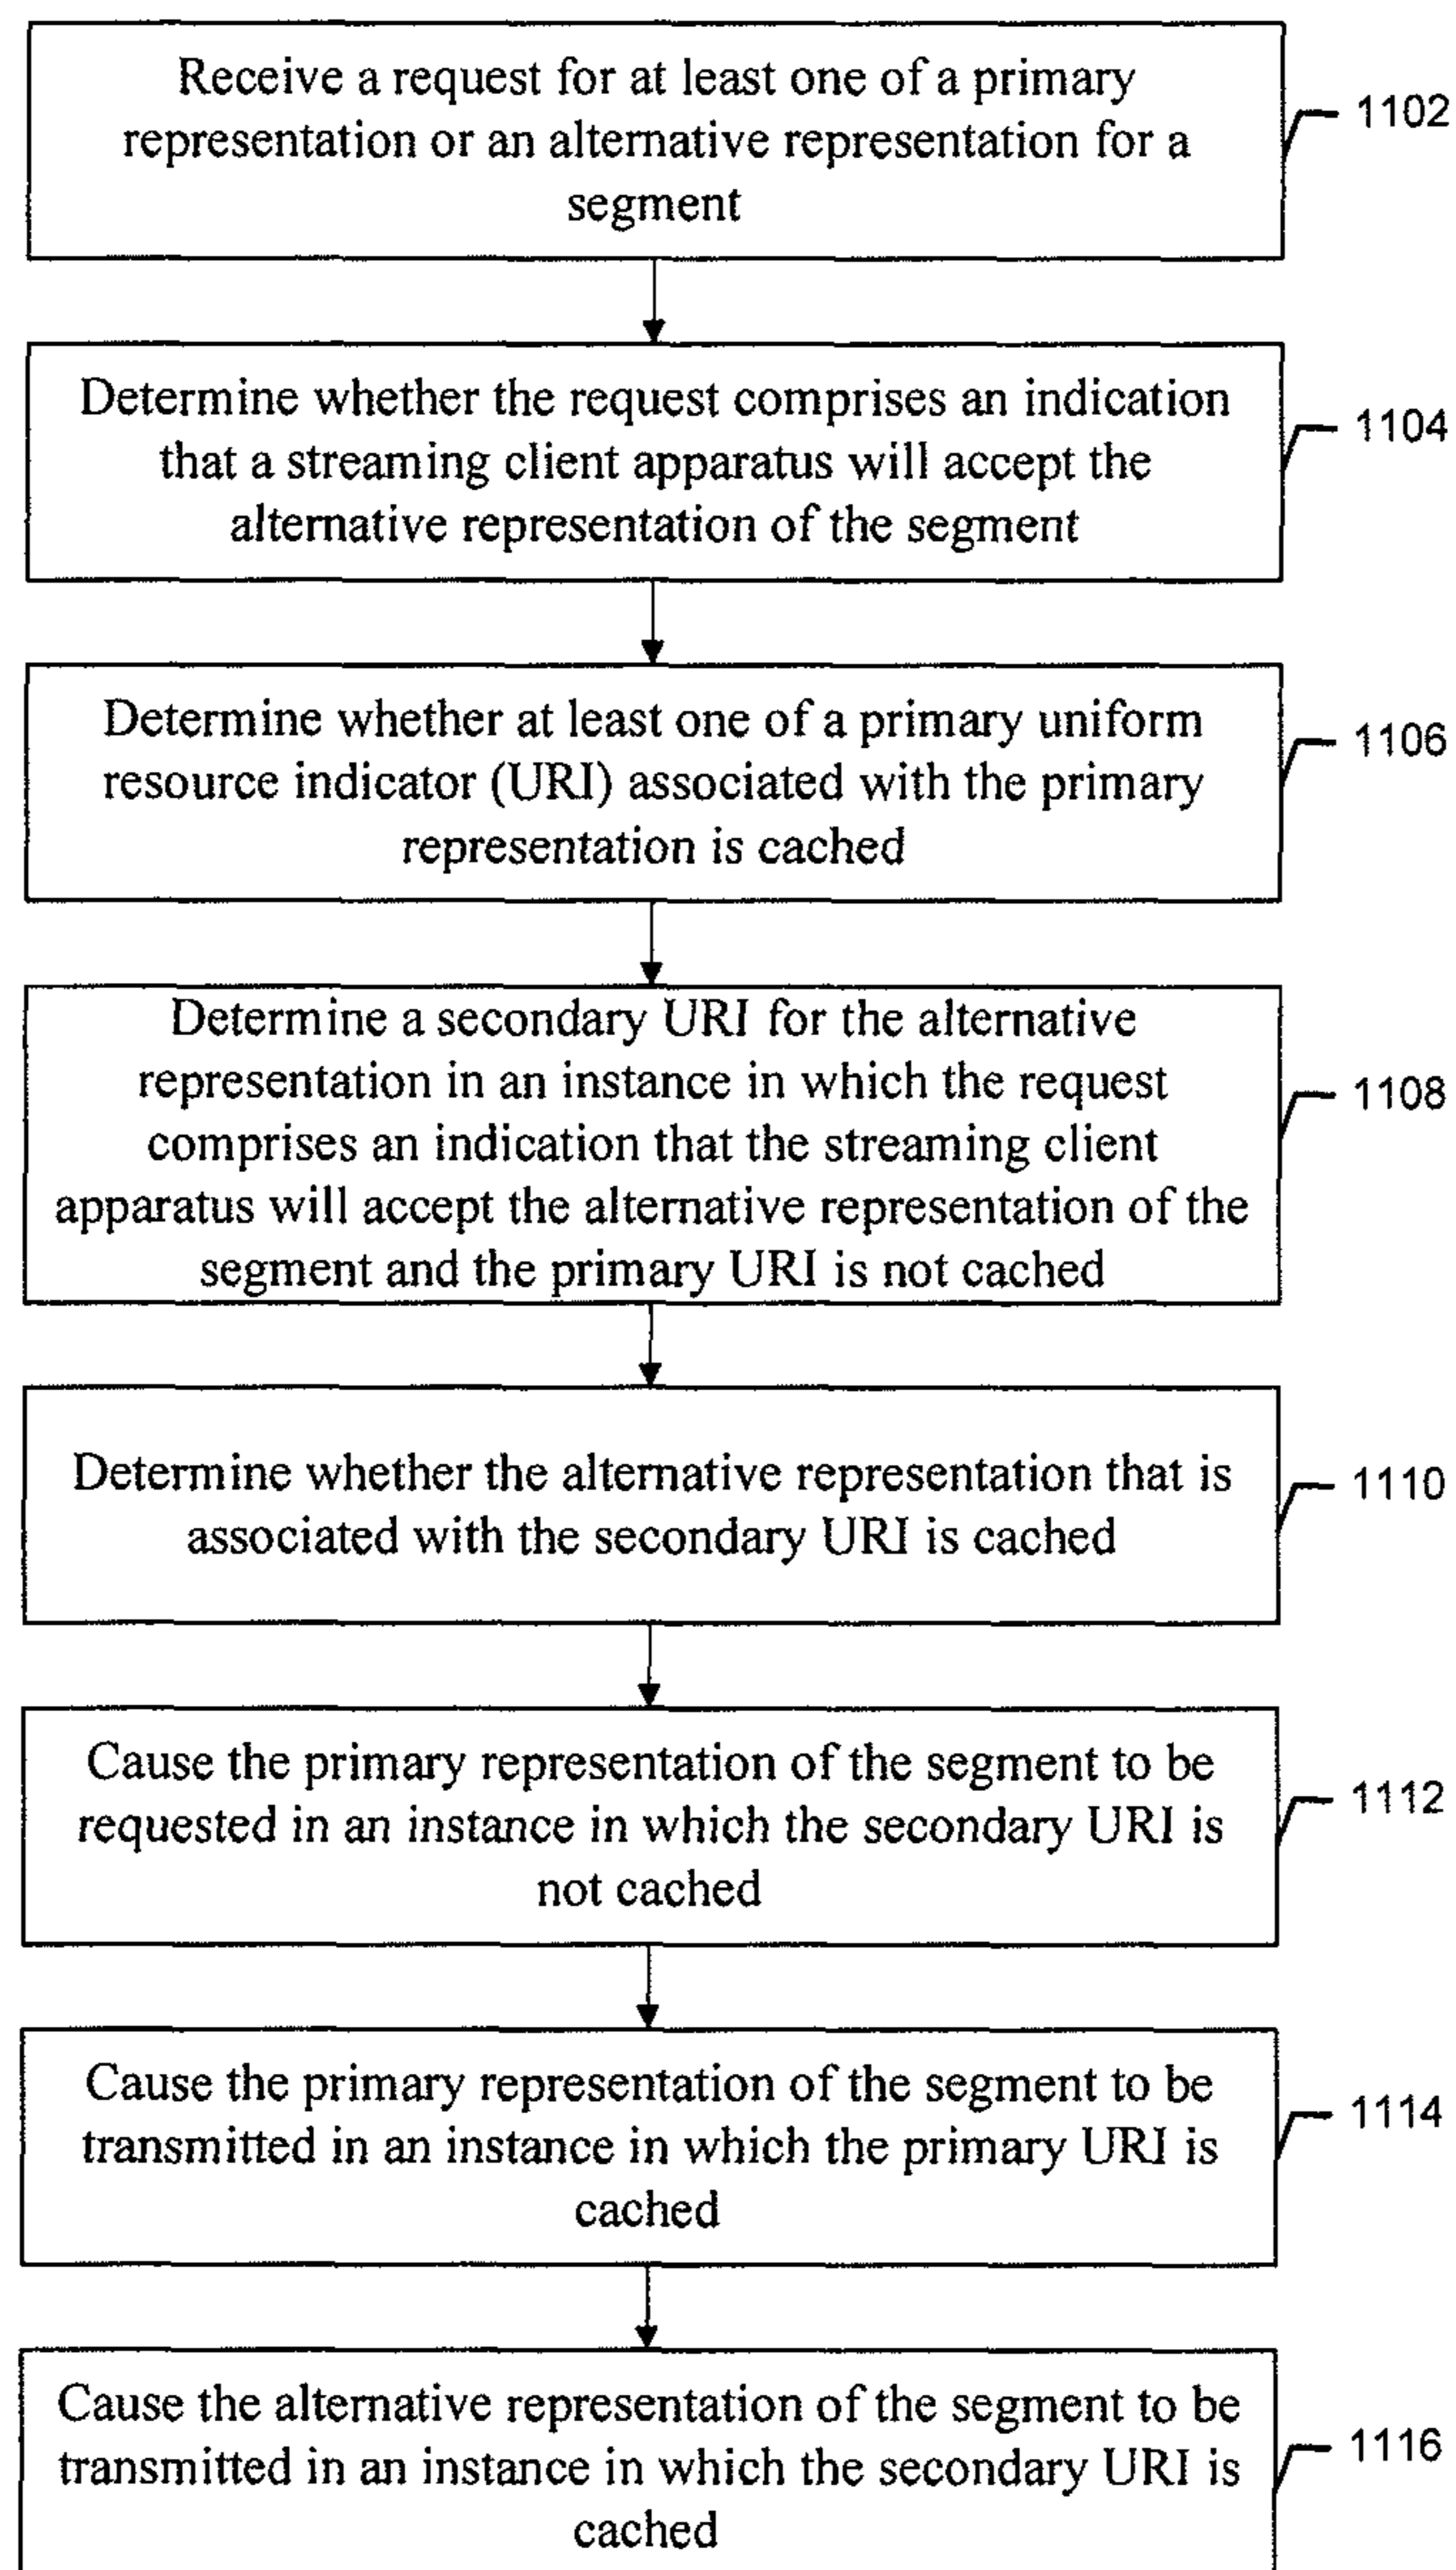 Receive a request for at least one of a primary
representation or an alternative representation for a
segment
1102
Determine whether the request comprises an indication
that a streaming client apparatus will accept the
alternative representation of the segment
1104
Determine whether at least one of a primary uniform
resource indicator (URI) associated with the primary
representation is cached
1106
Determine a secondary URI for the alternative
representation in an instance in which the request
comprises an indication that the streaming client
apparatus will accept the alternative representation of the
segment and the primary URI is not cached
1108
Determine whether the alternative representation that is
associated with the secondary URI is cached
1110
Cause the primary representation of the segment to be
requested in an instance in which the secondary URI is
not cached
1112
Cause the primary representation of the segment to be
transmitted in an instance in which the primary URI is
cached
1114
Cause the alternative representation of the segment to be
transmitted in an instance in which the secondary URI is
cached
1116